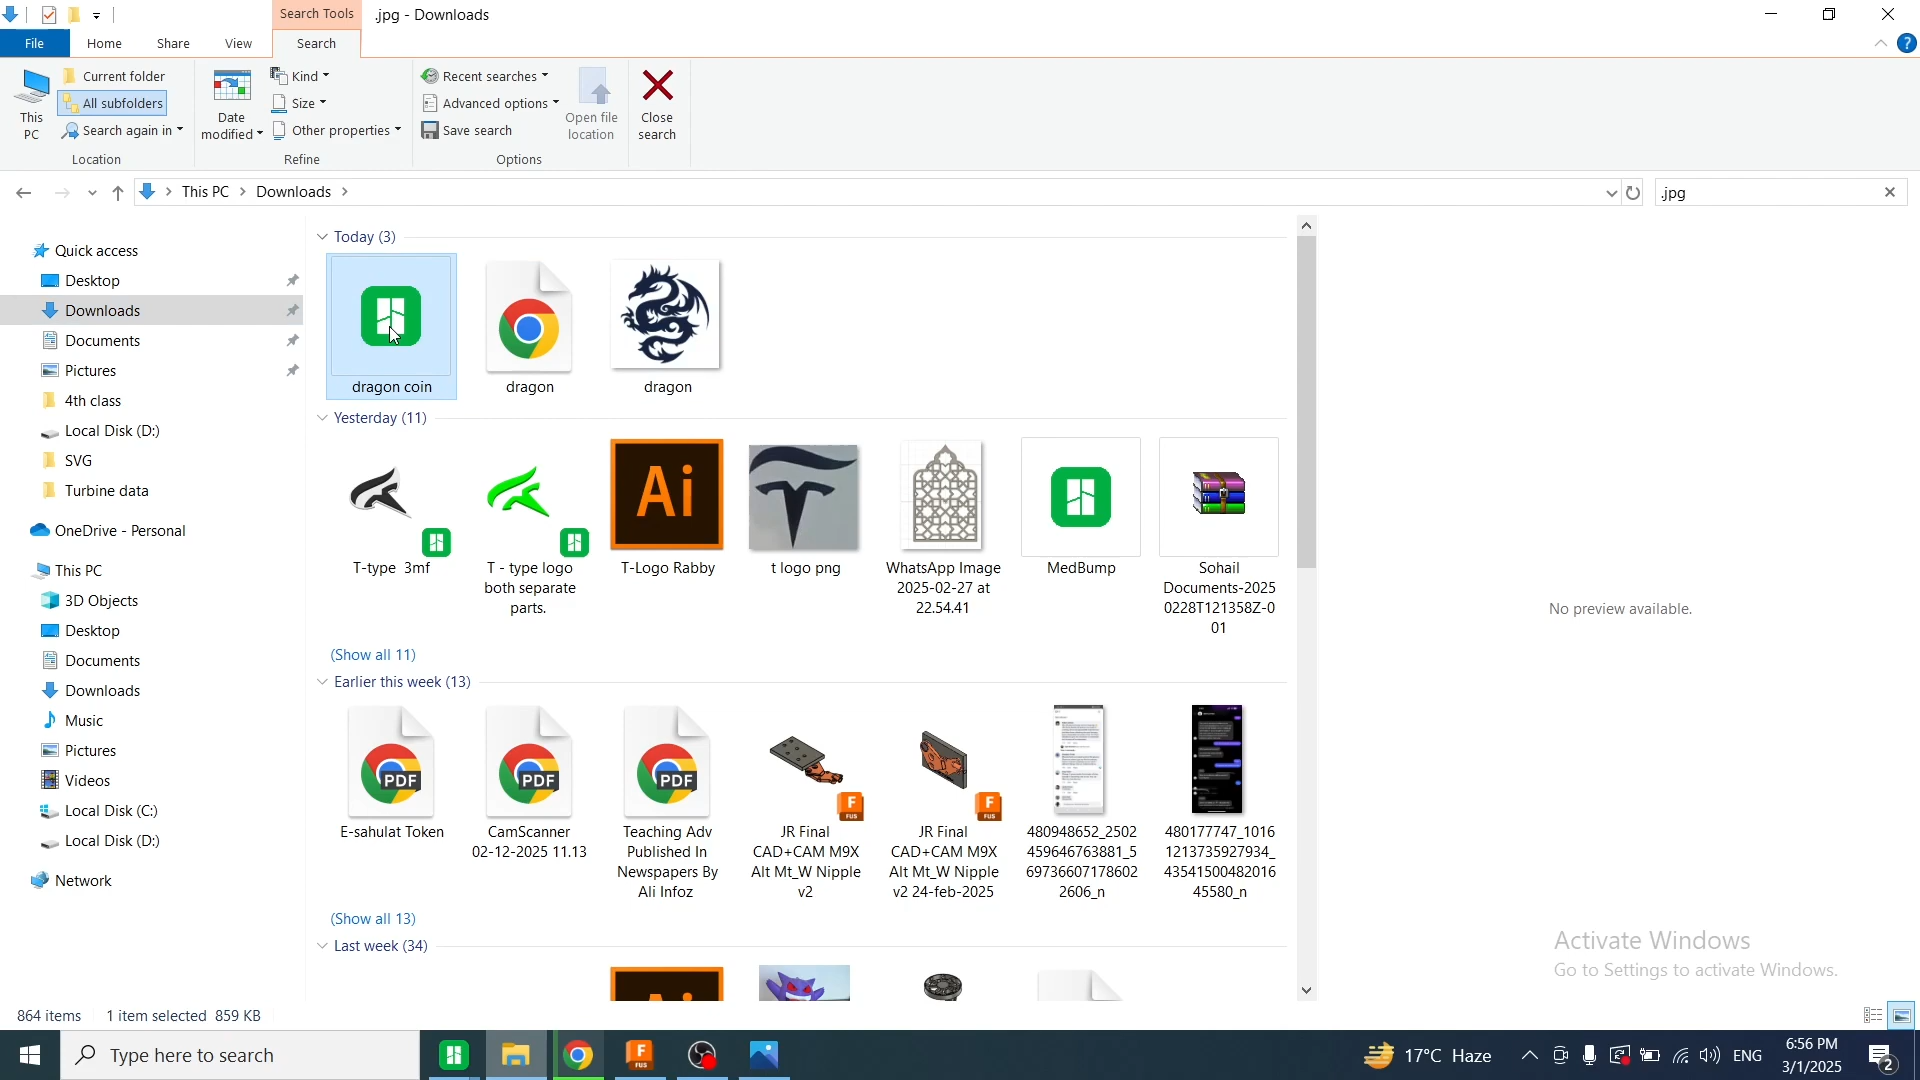 Search Tools
.jpg - Downloads
File
Home
Share
View
Search
This
PC
Current folder
All subfolders
Search again in
Location
Date
modified
Kind
Size
Other properties
Refine
Recent searches
Advanced options
Save search
Options
Open file
location
Close
search
This PC
Downloads
.jpg
Quick access
Desktop
Downloads
Documents
Pictures
4th class
Local Disk (D:)
SVG
Turbine data
OneDrive - Personal
This PC
3D Objects
Desktop
Documents
Downloads
Music
Pictures
Videos
Local Disk (C:)
Local Disk (D:)
Network
Today (3)
dragon coin
dragon
dragon
Yesterday (11)
T-type 3mf
T - type logo
both separate
parts.
Ai
T-Logo Rabby
t logo png
WhatsApp Image
2025-02-27 at
22.54.41
MedBump
Sohail
Documents-2025
0228T121358Z-0
01
(Show all 11)
Earlier this week (13)
PDF
E-sahulat Token
PDF
CamScanner
02-12-2025 11.13
PDF
Teaching Adv
Published In
Newspapers By
Ali Infoz
F
FUS
JR Final
CAD+CAM M9X
Alt Mt_W Nipple
v2
F
FUS
JR Final
CAD+CAM M9X
Alt Mt_W Nipple
v2 24-feb-2025
480948652_2502
459646763881_5
69736607178602
2606_n
480177747_1016
1213735927934_
43541500482016
45580_n
(Show all 13)
Last week (34)
No preview available.
Activate Windows
Go to Settings to activate Windows.
864 items
1 item selected 859 KB
Type here to search
F
FUS
17°C Haze
ENG
6:56 PM
3/1/2025
2